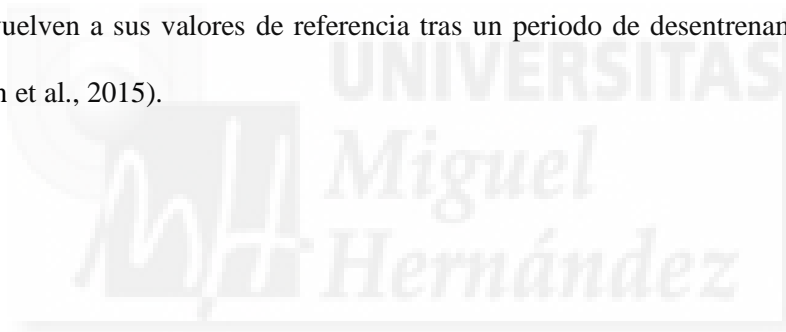 vuelven a sus valores de referencia tras un periodo de desentrenam
n et al., 2015).
UNIVERSITAS
Miguel
Hernández